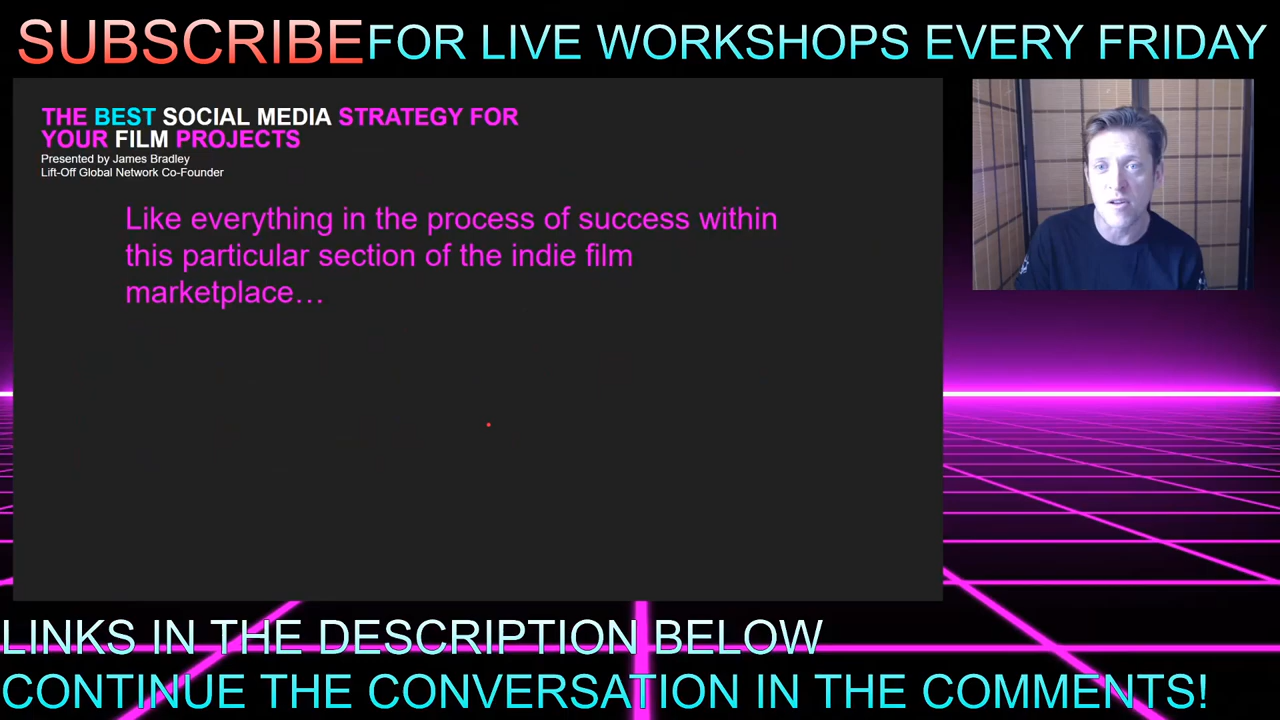 SUBSCRIBE FOR LIVE WORKSHOPS EVERY FRIDAY
THE BEST SOCIAL MEDIA STRATEGY FOR
YOUR FILM PROJECTS
Presented by James Bradley
Lift-Off Global Network Co-Founder
Like everything in the process of success within
this particular section of the indie film
marketplace…
LINKS IN THE DESCRIPTION BELOW
CONTINUE THE CONVERSATION IN THE COMMENTS!